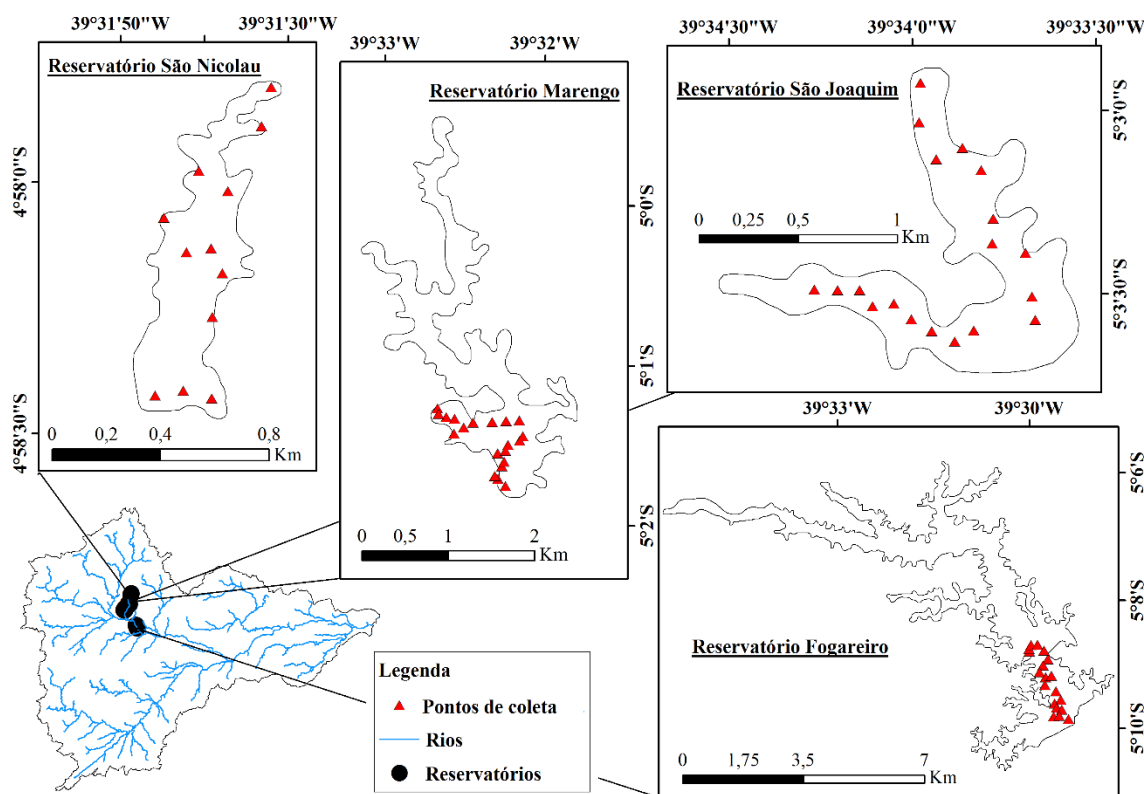 39°31'50"W
39°31'30"W
Reservatório São Nicolau
4°58'0"S
4°58'30"S
0
0,2
0,4
0,8
Km
39°33'W
39°32'W
Reservatório Marengo
5°0'S
5°1'S
5°2'S
0
0,5
1
2
Km
39°34'30"W
39°34'0"W
39°33'30"W
Reservatório São Joaquim
5°3'0"S
5°3'30"S
0
0,25
0,5
1
Km
39°33'W
39°30'W
5°6'S
5°8'S
5°10'S
Reservatório Fogareiro
0
1,75
3,5
7
Km
Legenda
Pontos de coleta
Rios
Reservatórios